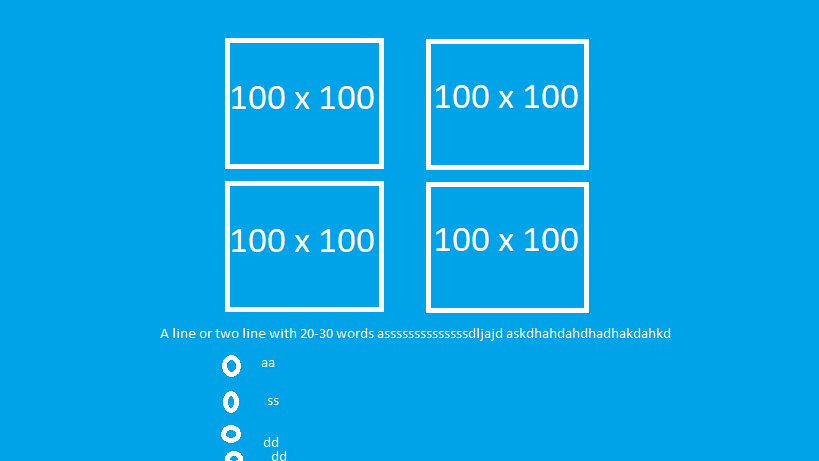 100 x 100
100 x 100
100 x 100
100 x 100
A line or two line with 20-30 words assssssssssssssdljajd askdhahdahdhadhakdahkd
aa
ss
dd
dd